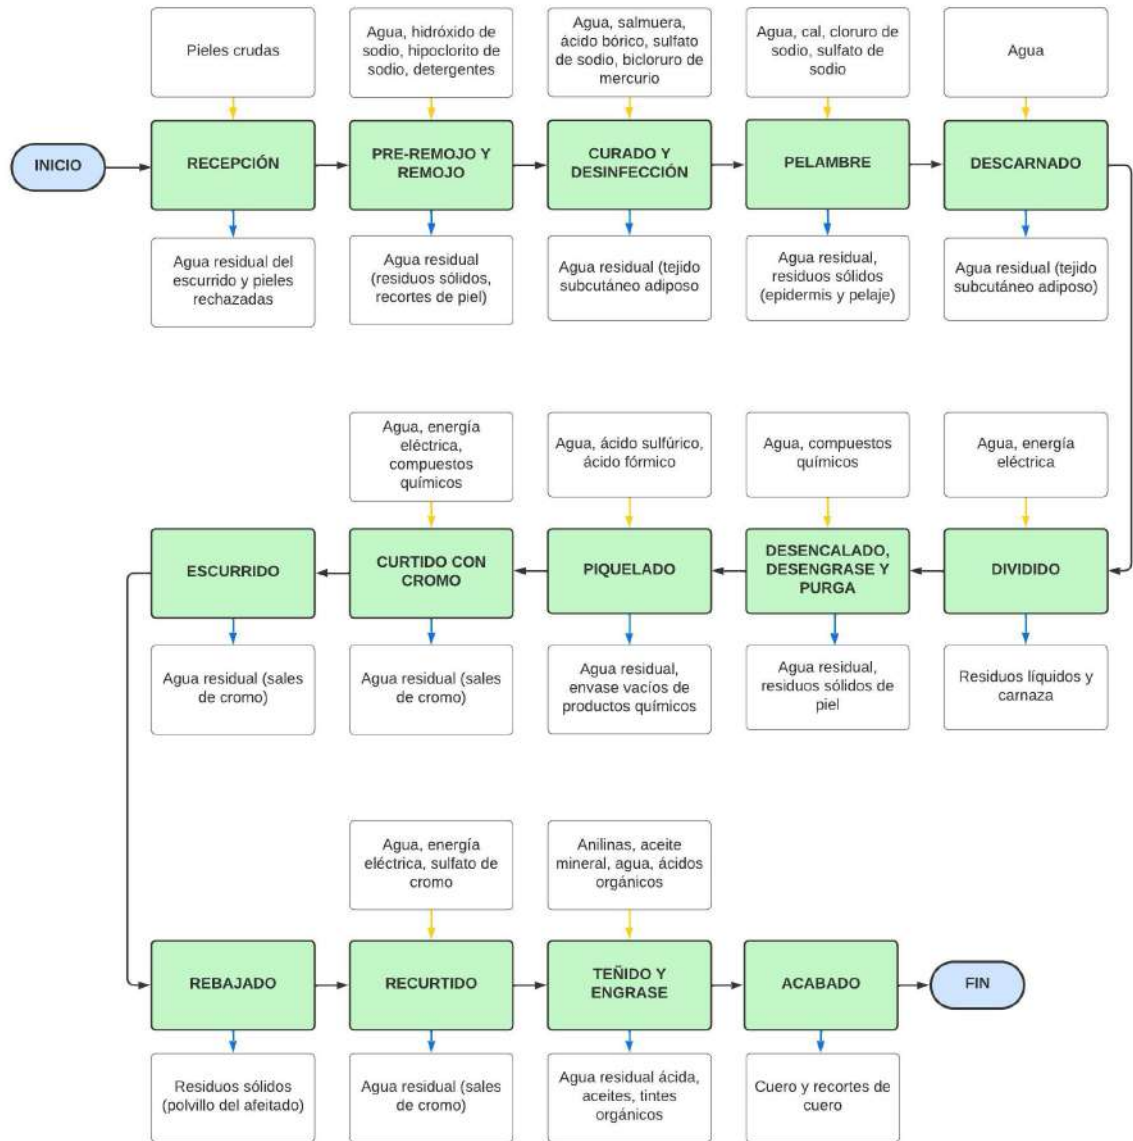 Pieles crudas
Agua, hidróxido de
sodio, hipoclorito de
sodio, detergentes
Agua, salmuera,
ácido bórico, sulfato
de sodio, bicloruro de
mercurio
Agua, cal, cloruro de
sodio, sulfato de
sodio
Agua
INICIO
RECEPCIÓN
PRE-REMOJO Y
REMOJO
CURADO Y
DESINFECCIÓN
PELAMBRE
DESCARNADO
Agua residual del
escurrido y pieles
rechazadas
Agua residual
(residuos sólidos,
recortes de piel)
Agua residual (tejido
subcutáneo adiposo
Agua residual,
residuos sólidos
(epidermis y pelaje)
Agua residual (tejido
subcutáneo adiposo)
Agua, energía
eléctrica,
compuestos
químicos
Agua, ácido sulfúrico,
ácido fórmico
Agua, compuestos
químicos
Agua, energía
eléctrica
ESCURRIDO
CURTIDO CON
CROMO
PIQUELADO
DESENCALADO,
DESENGRASE Y
PURGA
DIVIDIDO
Agua residual (sales
de cromo)
Agua residual (sales
de cromo)
Agua residual,
envase vacíos de
productos químicos
Agua residual,
residuos sólidos de
piel
Residuos líquidos y
carnaza
Agua, energía
eléctrica, sulfato de
cromo
Anilinas, aceite
mineral, agua, ácidos
orgánicos
REBAJADO
RECURTIDO
TEÑIDO Y
ENGRASE
ACABADO
FIN
Residuos sólidos
(polvillo del afeitado)
Agua residual (sales
de cromo)
Agua residual ácida,
aceites, tintes
orgánicos
Cuero y recortes de
cuero